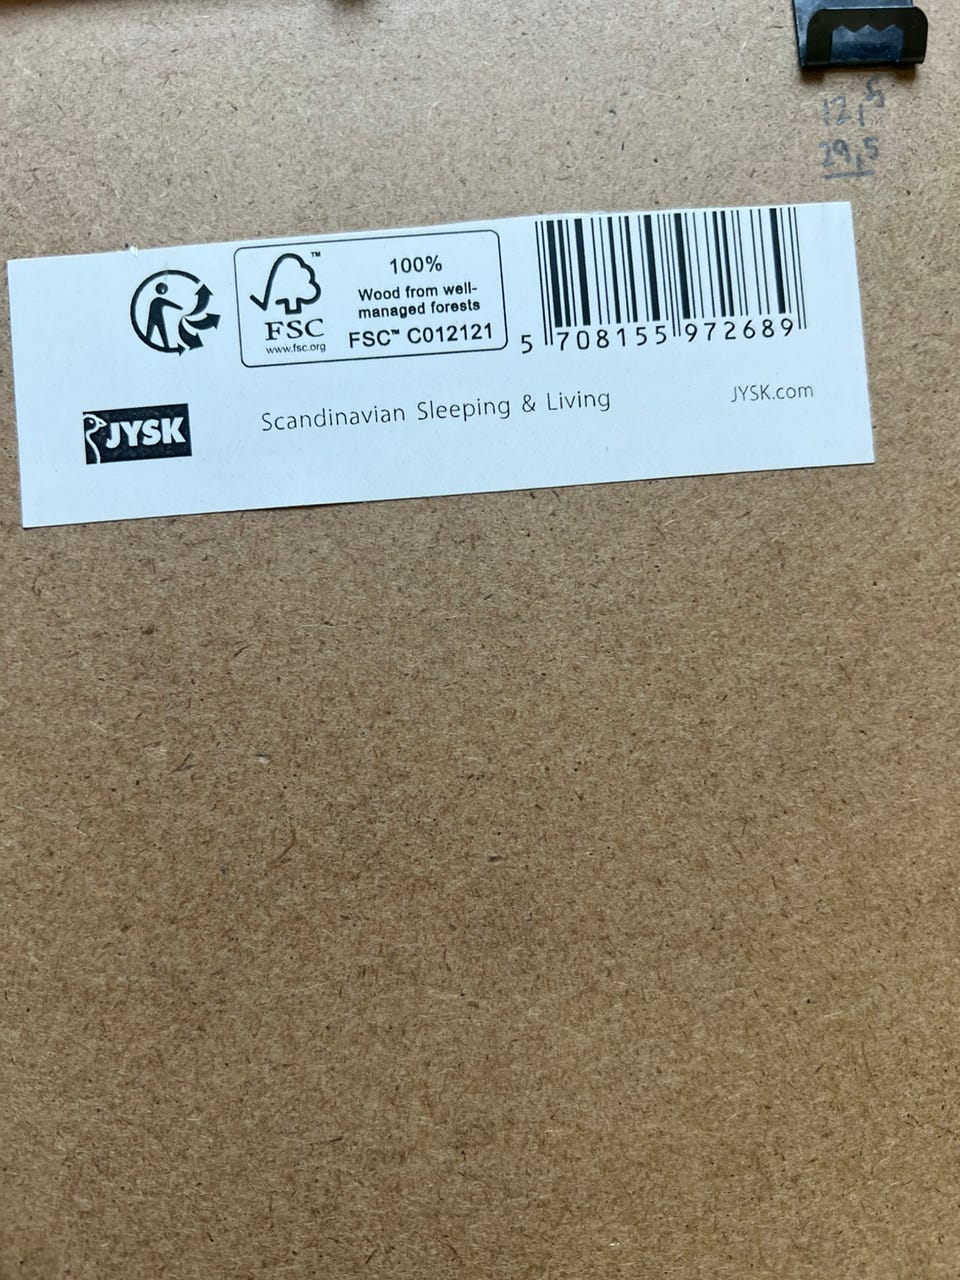 12,5
29,5
™
100%
Wood from well-
managed forests
FSC
www.fsc.org
FSC™ C012121
5 708155 972689
JYSK
Scandinavian Sleeping & Living
JYSK.com